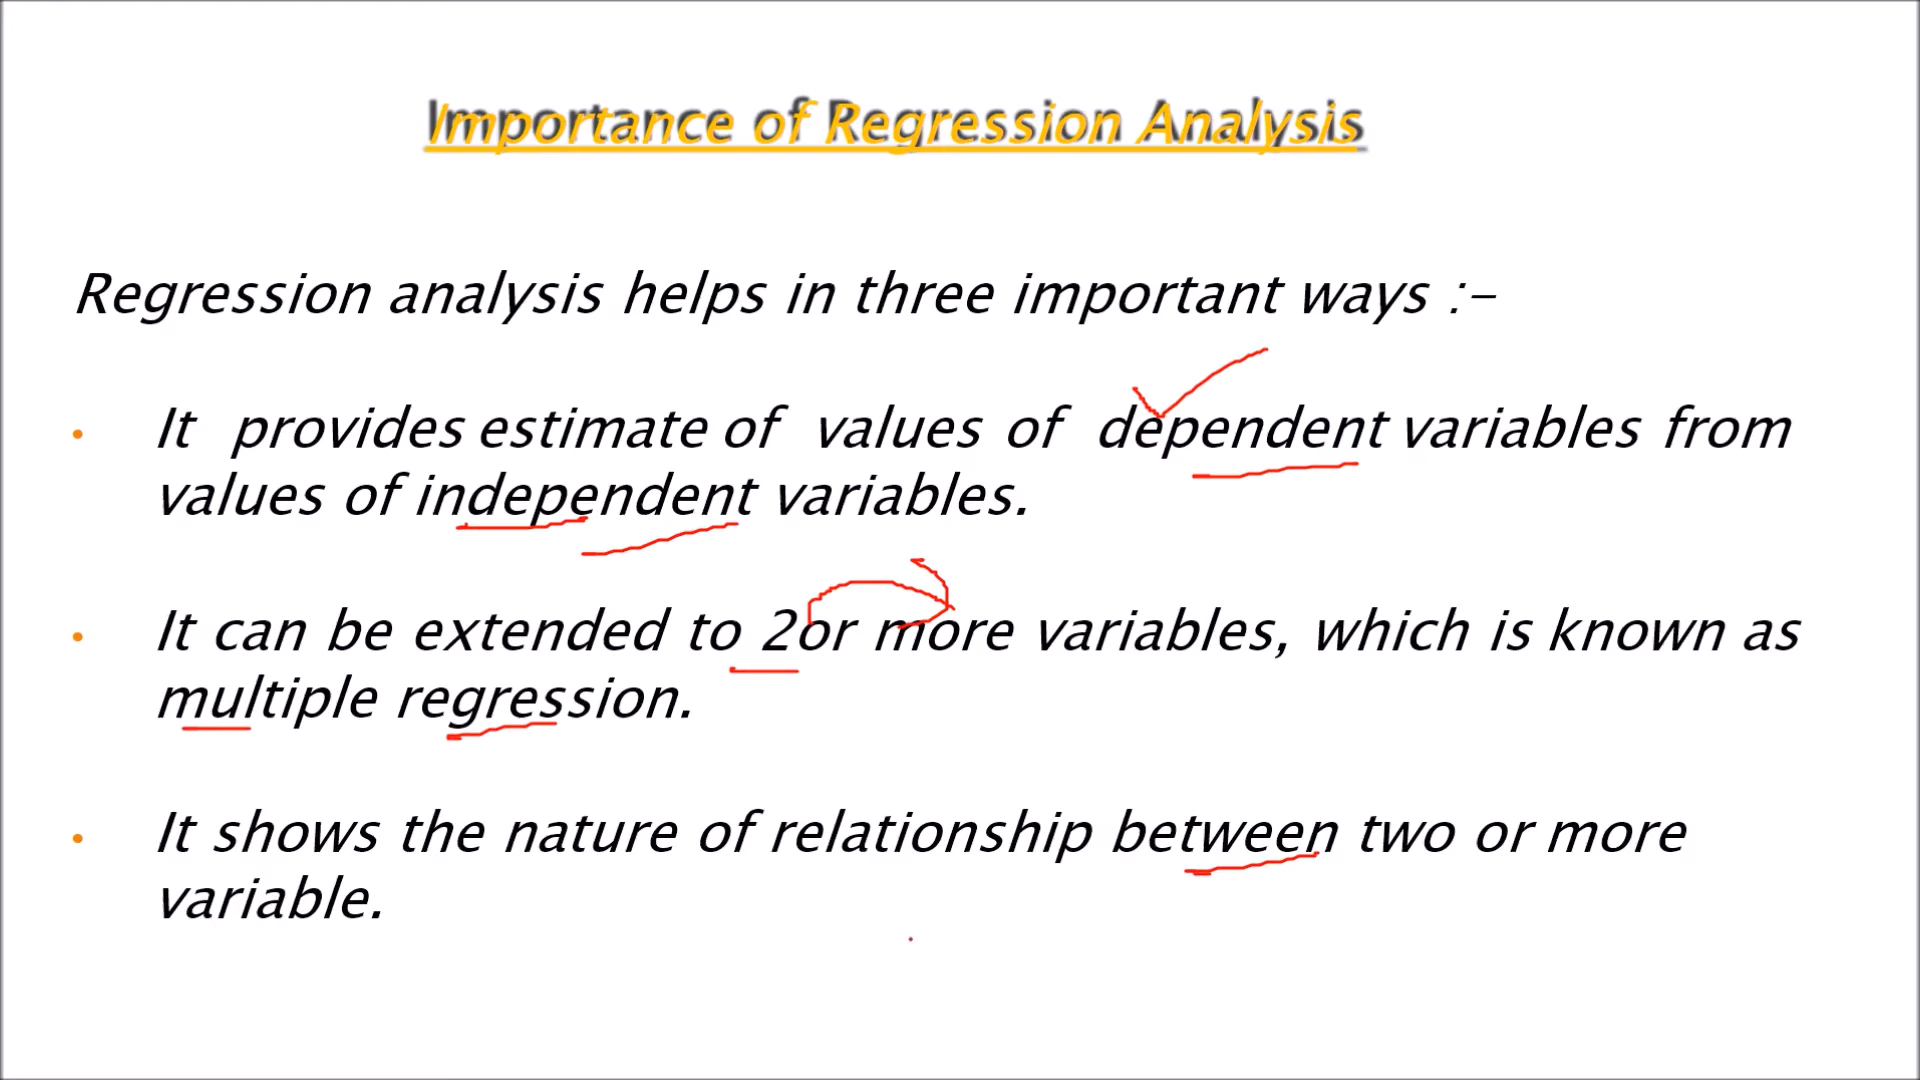 Importance of Regression Analysis
Regression analysis helps in three important ways :-
• It provides estimate of values of dependent variables from
values of independent variables.
• It can be extended to 2or more variables, which is known as
multiple regression.
• It shows the nature of relationship between two or more
variable.